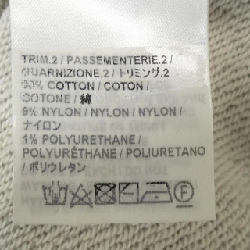 TRIM.2 / PASSEMENTERIE.2 /
GUARNIZIONE.2 / トリミング.2
90% COTTON / COTON /
COTONE / 綿
9% NYLON / NYLON / NYLON /
ナイロン
1% POLYURETHANE /
POLYURÉTHANE / POLIURETANO
/ ポリウレタン
F